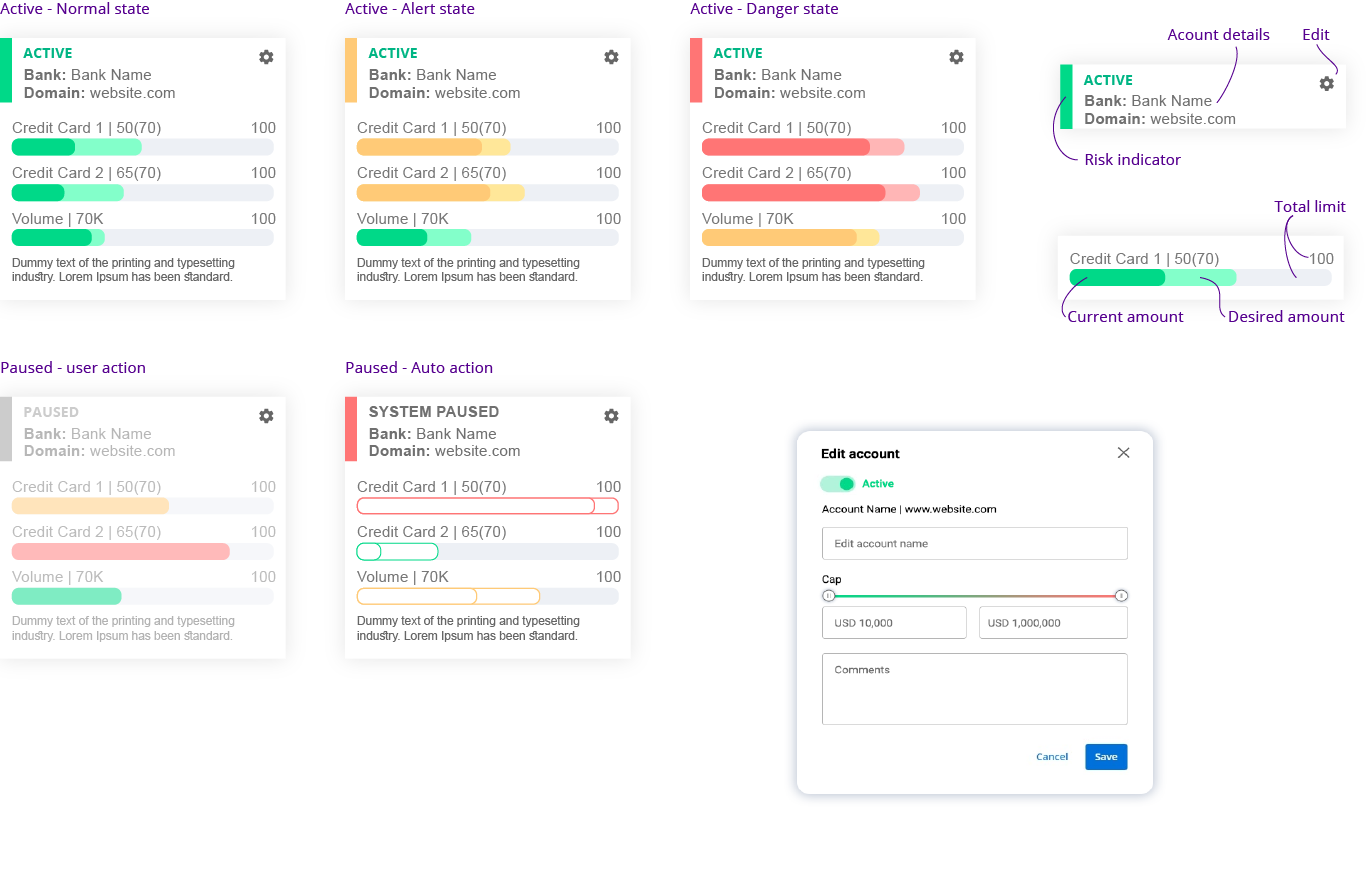 Active - Normal state
ACTIVE
Bank: Bank Name
Domain: website.com
Credit Card 1 | 50(70) 100
Credit Card 2 | 65(70) 100
Volume | 70K 100
Dummy text of the printing and typesetting
industry. Lorem Ipsum has been standard.
Active - Alert state
ACTIVE
Bank: Bank Name
Domain: website.com
Credit Card 1 | 50(70) 100
Credit Card 2 | 65(70) 100
Volume | 70K 100
Dummy text of the printing and typesetting
industry. Lorem Ipsum has been standard.
Active - Danger state
ACTIVE
Bank: Bank Name
Domain: website.com
Credit Card 1 | 50(70) 100
Credit Card 2 | 65(70) 100
Volume | 70K 100
Dummy text of the printing and typesetting
industry. Lorem Ipsum has been standard.
Acount details
Edit
ACTIVE
Bank: Bank Name
Domain: website.com
Risk indicator
Total limit
Credit Card 1 | 50(70) 100
Current amount
Desired amount
Paused - user action
PAUSED
Bank: Bank Name
Domain: website.com
Credit Card 1 | 50(70) 100
Credit Card 2 | 65(70) 100
Volume | 70K 100
Dummy text of the printing and typesetting
industry. Lorem Ipsum has been standard.
Paused - Auto action
SYSTEM PAUSED
Bank: Bank Name
Domain: website.com
Credit Card 1 | 50(70) 100
Credit Card 2 | 65(70) 100
Volume | 70K 100
Dummy text of the printing and typesetting
industry. Lorem Ipsum has been standard.
Edit account
Active
Account Name | www.website.com
Edit account name
Cap
USD 10,000
USD 1,000,000
Comments
Cancel
Save